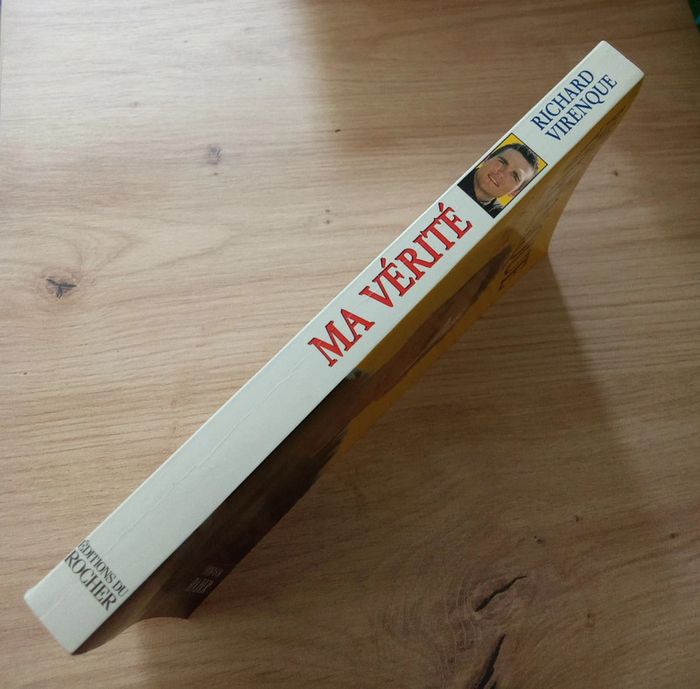 RICHARD
VIRENQUE
MA VÉRITÉ
ÉDITIONS DU
ROCHER